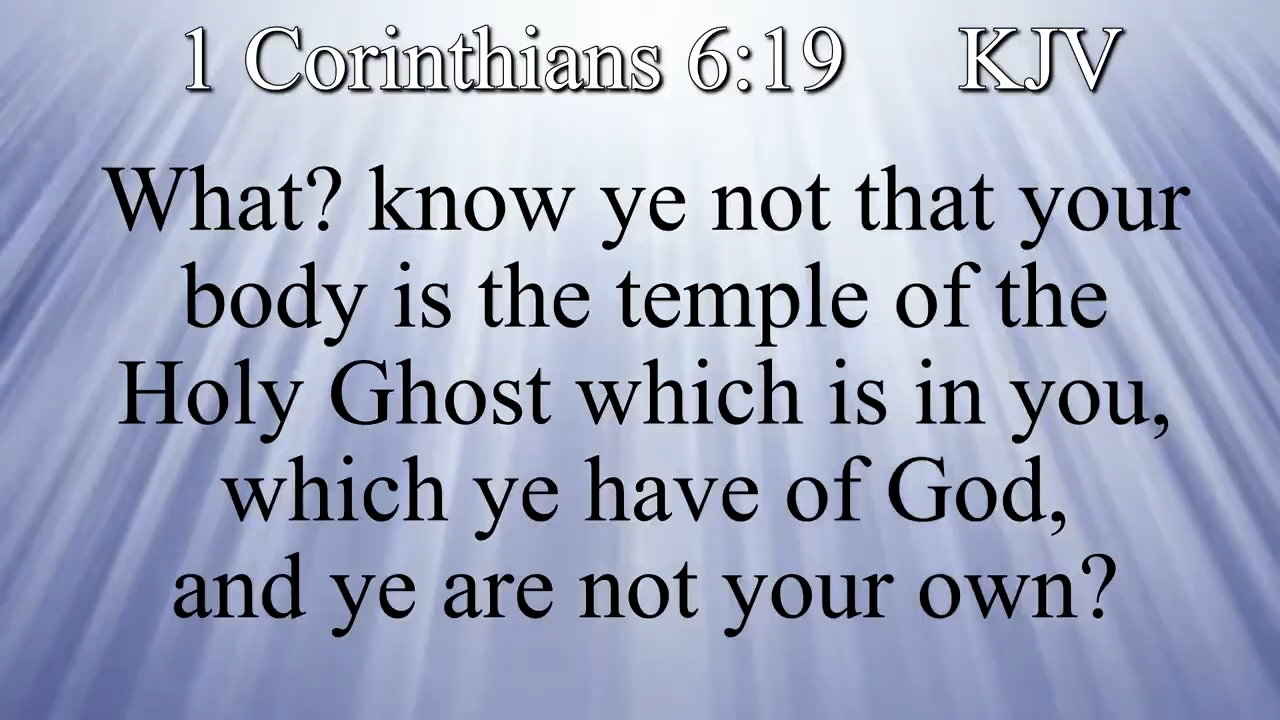 1 Corinthians 6:19 KJV
What? know ye not that your
body is the temple of the
Holy Ghost which is in you,
which ye have of God,
and ye are not your own?